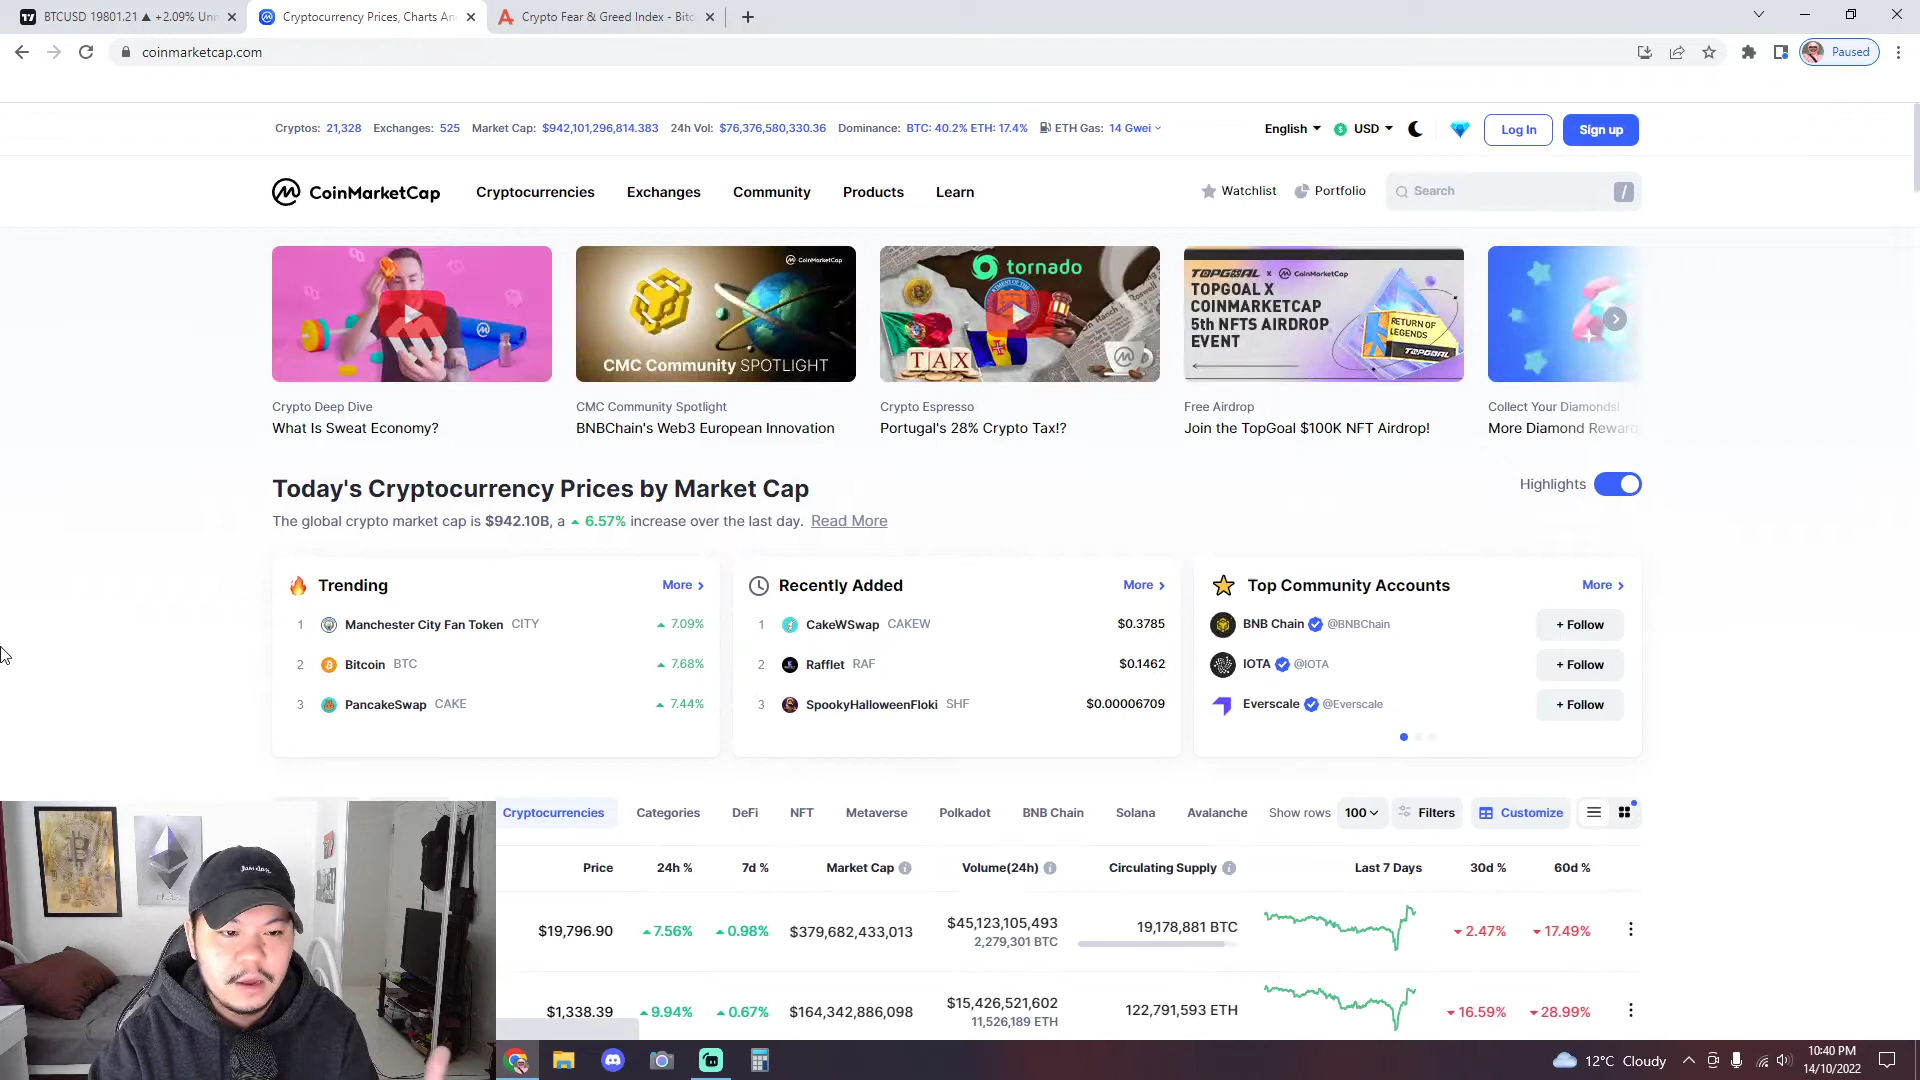 BTCUSD 19801.21 ▲ +2.09% Unn
Cryptocurrency Prices, Charts An
Crypto Fear & Greed Index - Bitc
coinmarketcap.com
Paused
Cryptos: 21,328 Exchanges: 525 Market Cap: $942,101,296,814.383 24h Vol: $76,376,580,330.36 Dominance: BTC: 40.2% ETH: 17.4% ETH Gas: 14 Gwei
English USD Log In Sign up
CoinMarketCap Cryptocurrencies Exchanges Community Products Learn
Watchlist Portfolio Search /
CoinMarketCap
CMC Community SPOTLIGHT
tornado
TAX
TOPGOAL x CoinMarketCap
TOPGOAL X
COINMARKETCAP
5th NFTS AIRDROP
EVENT
RETURN OF
LEGENDS
TOPGOAL
Crypto Deep Dive
What Is Sweat Economy?
CMC Community Spotlight
BNBChain's Web3 European Innovation
Crypto Espresso
Portugal's 28% Crypto Tax!?
Free Airdrop
Join the TopGoal $100K NFT Airdrop!
Collect Your Diamonds!
More Diamond Reward
Today's Cryptocurrency Prices by Market Cap
Highlights
The global crypto market cap is $942.10B, a ▲ 6.57% increase over the last day. Read More
Trending More >
1 Manchester City Fan Token CITY ▲ 7.09%
2 Bitcoin BTC ▲ 7.68%
3 PancakeSwap CAKE ▲ 7.44%
Recently Added More >
1 CakeWSwap CAKEW $0.3785
2 Rafflet RAF $0.1462
3 SpookyHalloweenFloki SHF $0.00006709
Top Community Accounts More >
BNB Chain @BNBChain + Follow
IOTA @IOTA + Follow
Everscale @Everscale + Follow
Cryptocurrencies Categories DeFi NFT Metaverse Polkadot BNB Chain Solana Avalanche Show rows 100 Filters Customize
Price 24h % 7d % Market Cap Volume(24h) Circulating Supply Last 7 Days 30d % 60d %
$19,796.90 ▲7.56% ▲0.98% $379,682,433,013 $45,123,105,493 19,178,881 BTC ▼2.47% ▼17.49%
2,279,301 BTC
$1,338.39 ▲9.94% ▲0.67% $164,342,886,098 $15,426,521,602 122,791,593 ETH ▼16.59% ▼28.99%
11,526,189 ETH
12°C Cloudy
10:40 PM
14/10/2022